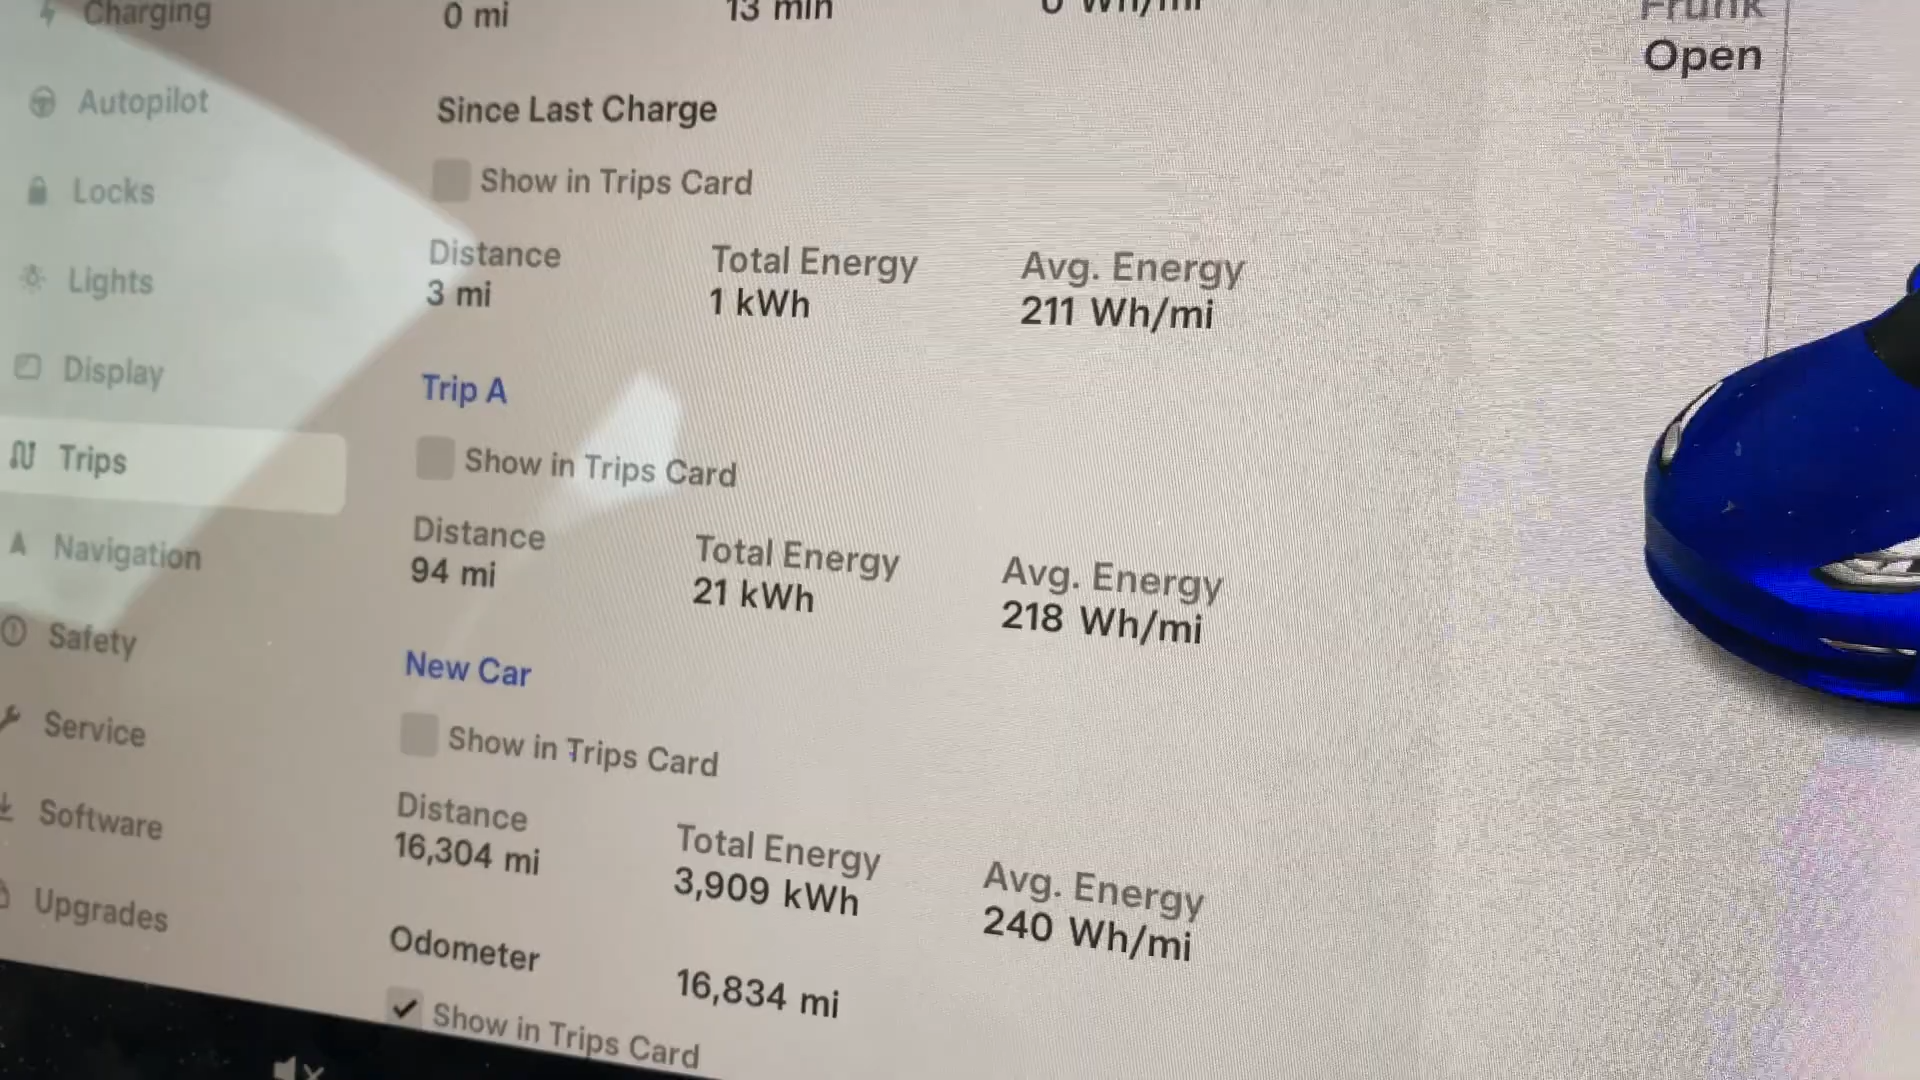 Charging
0 mi
13 min
0 Wh/mi
Frunk
Open
Autopilot
Locks
Lights
Display
Trips
Navigation
Safety
Service
Software
Upgrades
Since Last Charge
Show in Trips Card
Distance
Total Energy
Avg. Energy
3 mi
1 kWh
211 Wh/mi
Trip A
Show in Trips Card
Distance
Total Energy
Avg. Energy
94 mi
21 kWh
218 Wh/mi
New Car
Show in Trips Card
Distance
Total Energy
Avg. Energy
16,304 mi
3,909 kWh
240 Wh/mi
Odometer
16,834 mi
Show in Trips Card